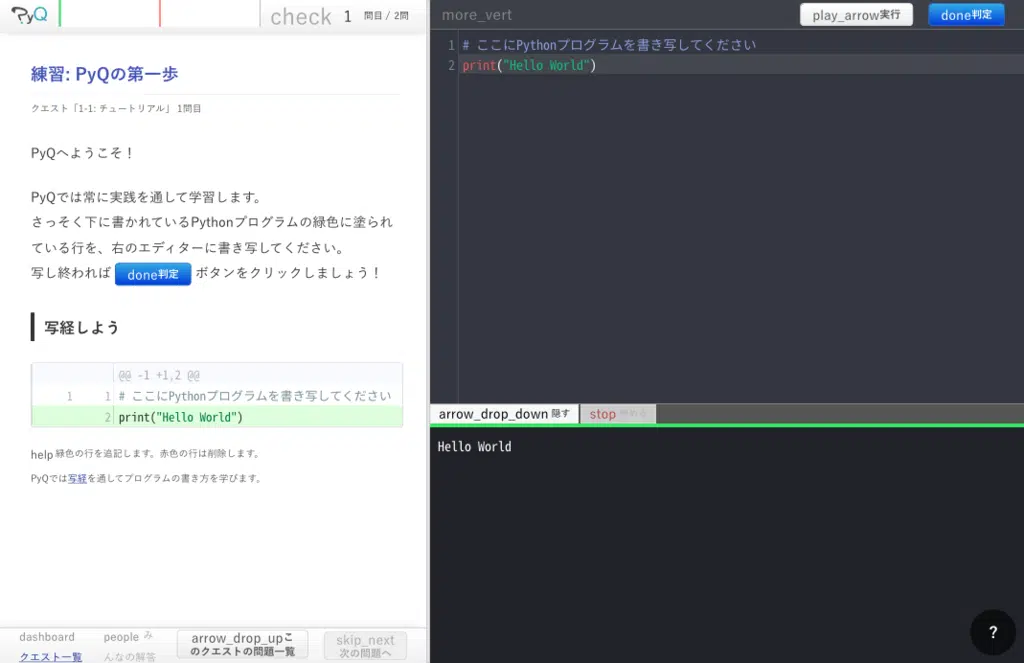 PyQ
check 1 問目 / 2問
練習: PyQの第一歩
クエスト「1-1: チュートリアル」 1問目
PyQへようこそ！
PyQでは常に実践を通して学習します。
さっそく下に書かれているPythonプログラムの緑色に塗られ
ている行を、右のエディターに書き写してください。
写し終われば done判定 ボタンをクリックしましょう！
写経しよう
@@ -1 +1,2 @@
1 1 # ここにPythonプログラムを書き写してください
2 print("Hello World")
help 緑色の行を追記します。赤色の行は削除します。
PyQでは写経を通してプログラムの書き方を学びます。
dashboard
クエスト一覧
people み
んなの解答
arrow_drop_upこ
のクエストの問題一覧
skip_next
次の問題へ
more_vert
play_arrow実行
done判定
1 # ここにPythonプログラムを書き写してください
2 print("Hello World")
arrow_drop_down 隠す
stop やめる
Hello World
?